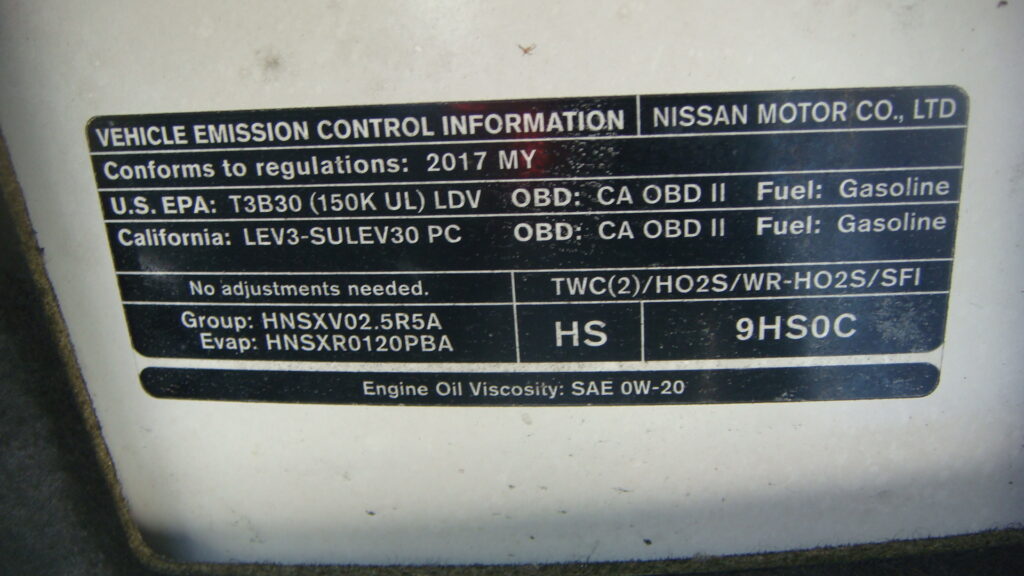 VEHICLE EMISSION CONTROL INFORMATION NISSAN MOTOR CO., LTD
Conforms to regulations: 2017 MY
U.S. EPA: T3B30 (150K UL) LDV OBD: CA OBD II Fuel: Gasoline
California: LEV3-SULEV30 PC OBD: CA OBD II Fuel: Gasoline
No adjustments needed. TWC(2)/HO2S/WR-HO2S/SFI
Group: HNSXV02.5R5A
Evap: HNSXR0120PBA
HS 9HS0C
Engine Oil Viscosity: SAE 0W-20